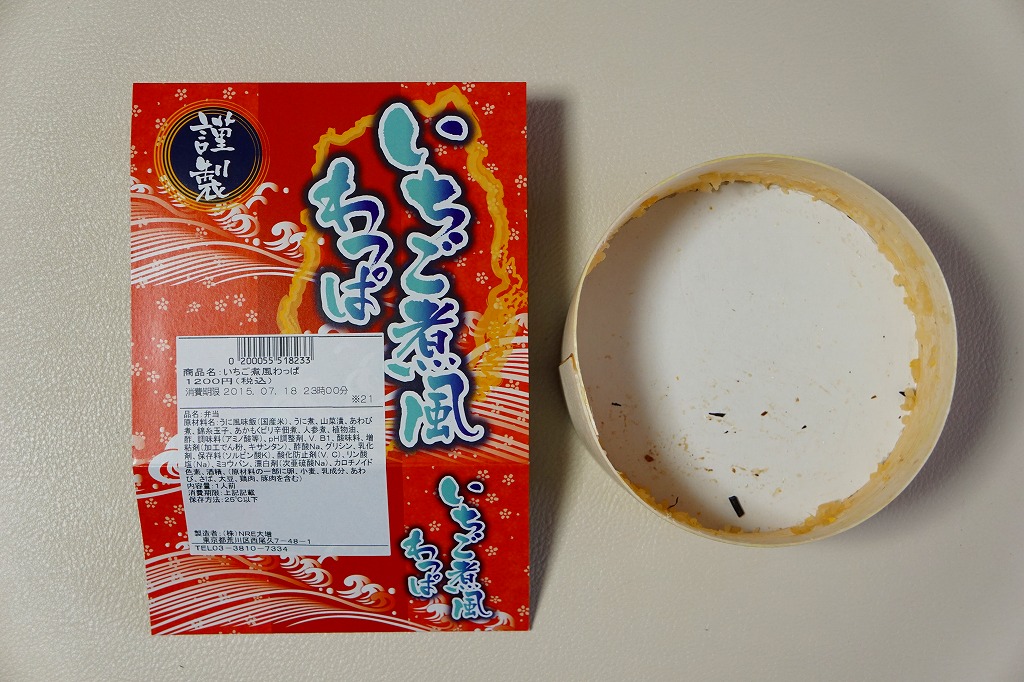 謹製
いちご煮風
わっぱ
0 200055 518233
商品名:いちご煮風わっぱ
1200円(税込)
消費期限 2015.07.18 23時00分
※21
品名:弁当
原材料名:うに風味飯(国産米)、うに煮、山菜漬、あわび
煮、錦糸玉子、あかもくピリ辛佃煮、人参煮、植物油、
酢、調味料(アミノ酸等)、pH調整剤、V.B1、酸味料、増
粘剤(加工でん粉、キサンタン)、酢酸Na、グリシン、乳化
剤、保存料(ソルビン酸K)、酸化防止剤(V.C)、リン酸
塩(Na)、ミョウバン、漂白剤(次亜硫酸Na)、カロチノイド
色素、酒精、(原材料の一部に卵、小麦、乳成分、あわ
び、さば、大豆、鶏肉、豚肉を含む)
内容量:1人前
消費期限:上記記載
保存方法:25℃以下
製造者:(株)NRE大増
東京都荒川区西尾久7-48-1
TEL03-3810-7334
いちご煮風
わっぱ